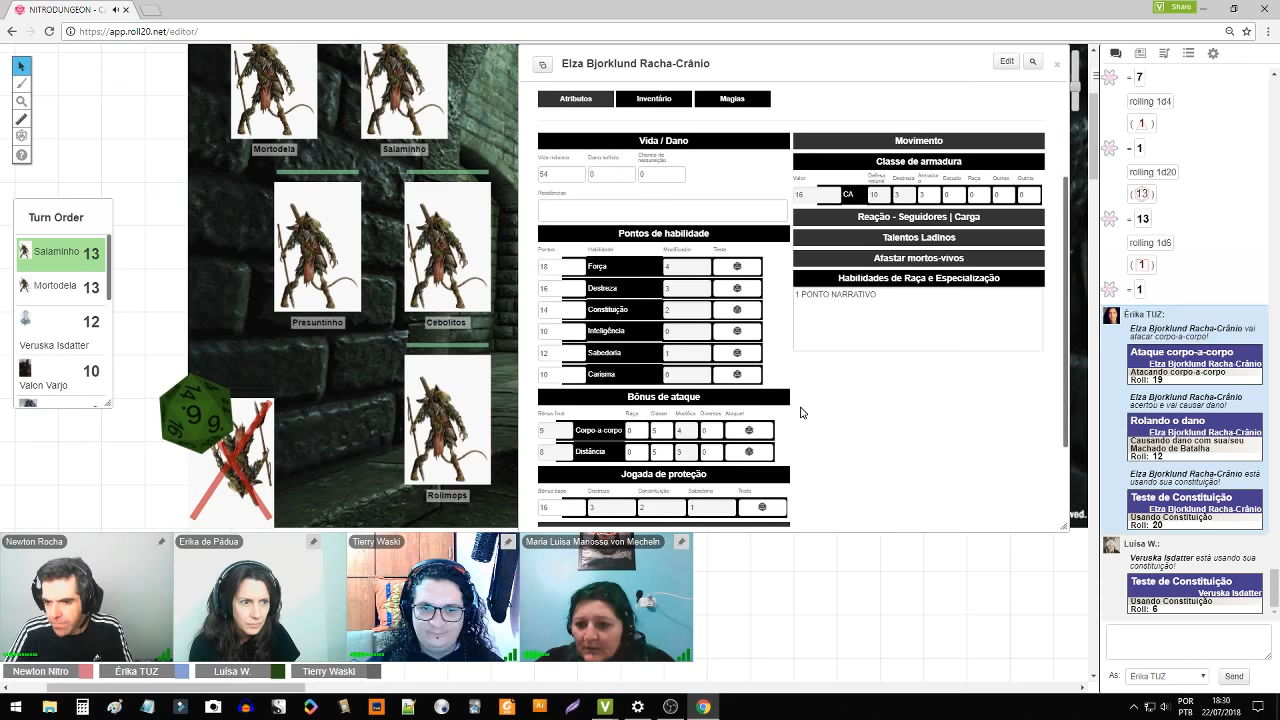 NITRODUNGEON - C
Share
https://app.roll20.net/editor/
Mortodela
Salaminho
Presuntinho
Cebolitos
Rollmops
Turn Order
Salaminho 13
Mortodela 13
12
Veruska Isdatter
10
Valon Varjo
Elza Bjorklund Racha-Crânio
Edit
Atributos
Inventário
Magias
Vida / Dano
Vida máxima
Dano sofrido
Chance de ressurreição
54
0
0
Resistências
Pontos de habilidade
Pontos
Habilidade
Modificador
Teste
18 Força 4
16 Destreza 3
14 Constituição 2
10 Inteligência 0
12 Sabedoria 1
10 Carisma 0
Bônus de ataque
Bônus final
Raça
Classe
Modifica
Diversos
Ataque!
9 Corpo-a-corpo 0 5 4 0
8 Distância 0 5 3 0
Jogada de proteção
Bônus base
Destreza
Constituição
Sabedoria
Teste
16 3 2 1
Movimento
Classe de armadura
Valor
Defesa natural
Destreza
Armadura
Escudo
Raça
Outros
Outros
16 CA 10 3 3 0 0 0 0
Reação - Seguidores | Carga
Talentos Ladinos
Afastar mortos-vivos
Habilidades de Raça e Especialização
1 PONTO NARRATIVO
wed.
= 7
rolling 1d4
( 1 )
= 1
rolling 1d20
( 13 )
= 13
rolling 1d6
( 1 )
= 1
Érika TUZ:
Elza Bjorklund Racha-Crânio vai
atacar corpo-a-corpo!
Ataque corpo-a-corpo
Elza Bjorklund Racha Crânio
Atacando corpo-a-corpo
Roll: 19
Elza Bjorklund Racha-Crânio
acertou e vai causar dano!
Rolando o dano
Elza Bjorklund Racha Crânio
Causando dano com sua/seu
Machado de Batalha
Roll: 12
Elza Bjorklund Racha-Crânio está
usando sua constituição!
Teste de Constituição
Elza Bjorklund Racha Crânio
Usando Constituição
Roll: 20
Luísa W.:
Veruska Isdatter está usando sua
constituição!
Teste de Constituição
Veruska Isdatter
Usando Constituição
Roll: 6
As:
Érika TUZ
Send
Newton Rocha
Erika de Pádua
Tierry Waski
Maria Luisa Manosso von Mecheln
Newton Nitro
Érika TUZ
Luísa W.
Tierry Waski
POR
PTB
18:30
22/07/2018